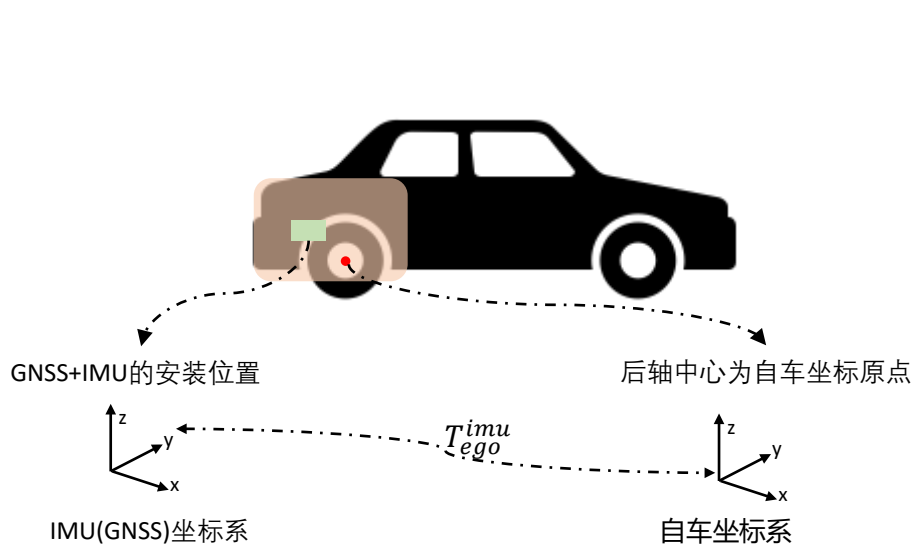 GNSS+IMU的安装位置
后轴中心为自车坐标原点
z
y
x
T_{ego}^{imu}
z
y
x
IMU(GNSS)坐标系
自车坐标系